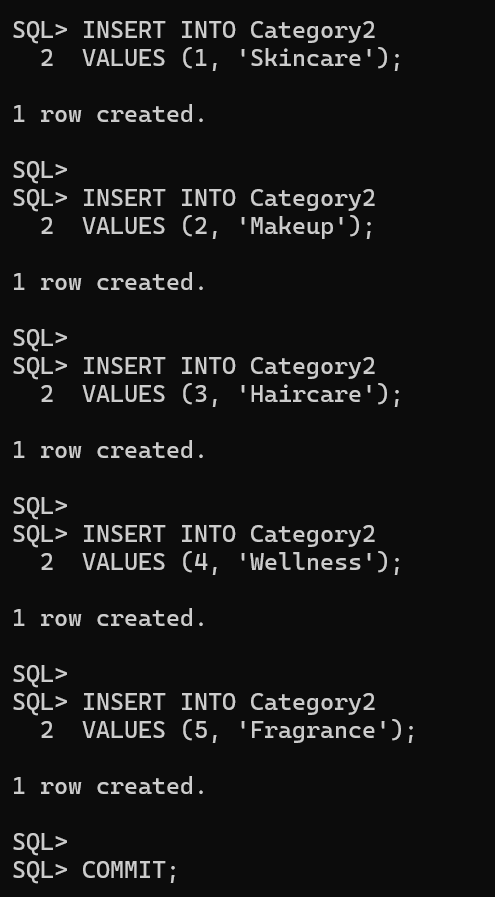 SQL> INSERT INTO Category2
  2  VALUES (1, 'Skincare');
1 row created.
SQL>
SQL> INSERT INTO Category2
  2  VALUES (2, 'Makeup');
1 row created.
SQL>
SQL> INSERT INTO Category2
  2  VALUES (3, 'Haircare');
1 row created.
SQL>
SQL> INSERT INTO Category2
  2  VALUES (4, 'Wellness');
1 row created.
SQL>
SQL> INSERT INTO Category2
  2  VALUES (5, 'Fragrance');
1 row created.
SQL>
SQL> COMMIT;